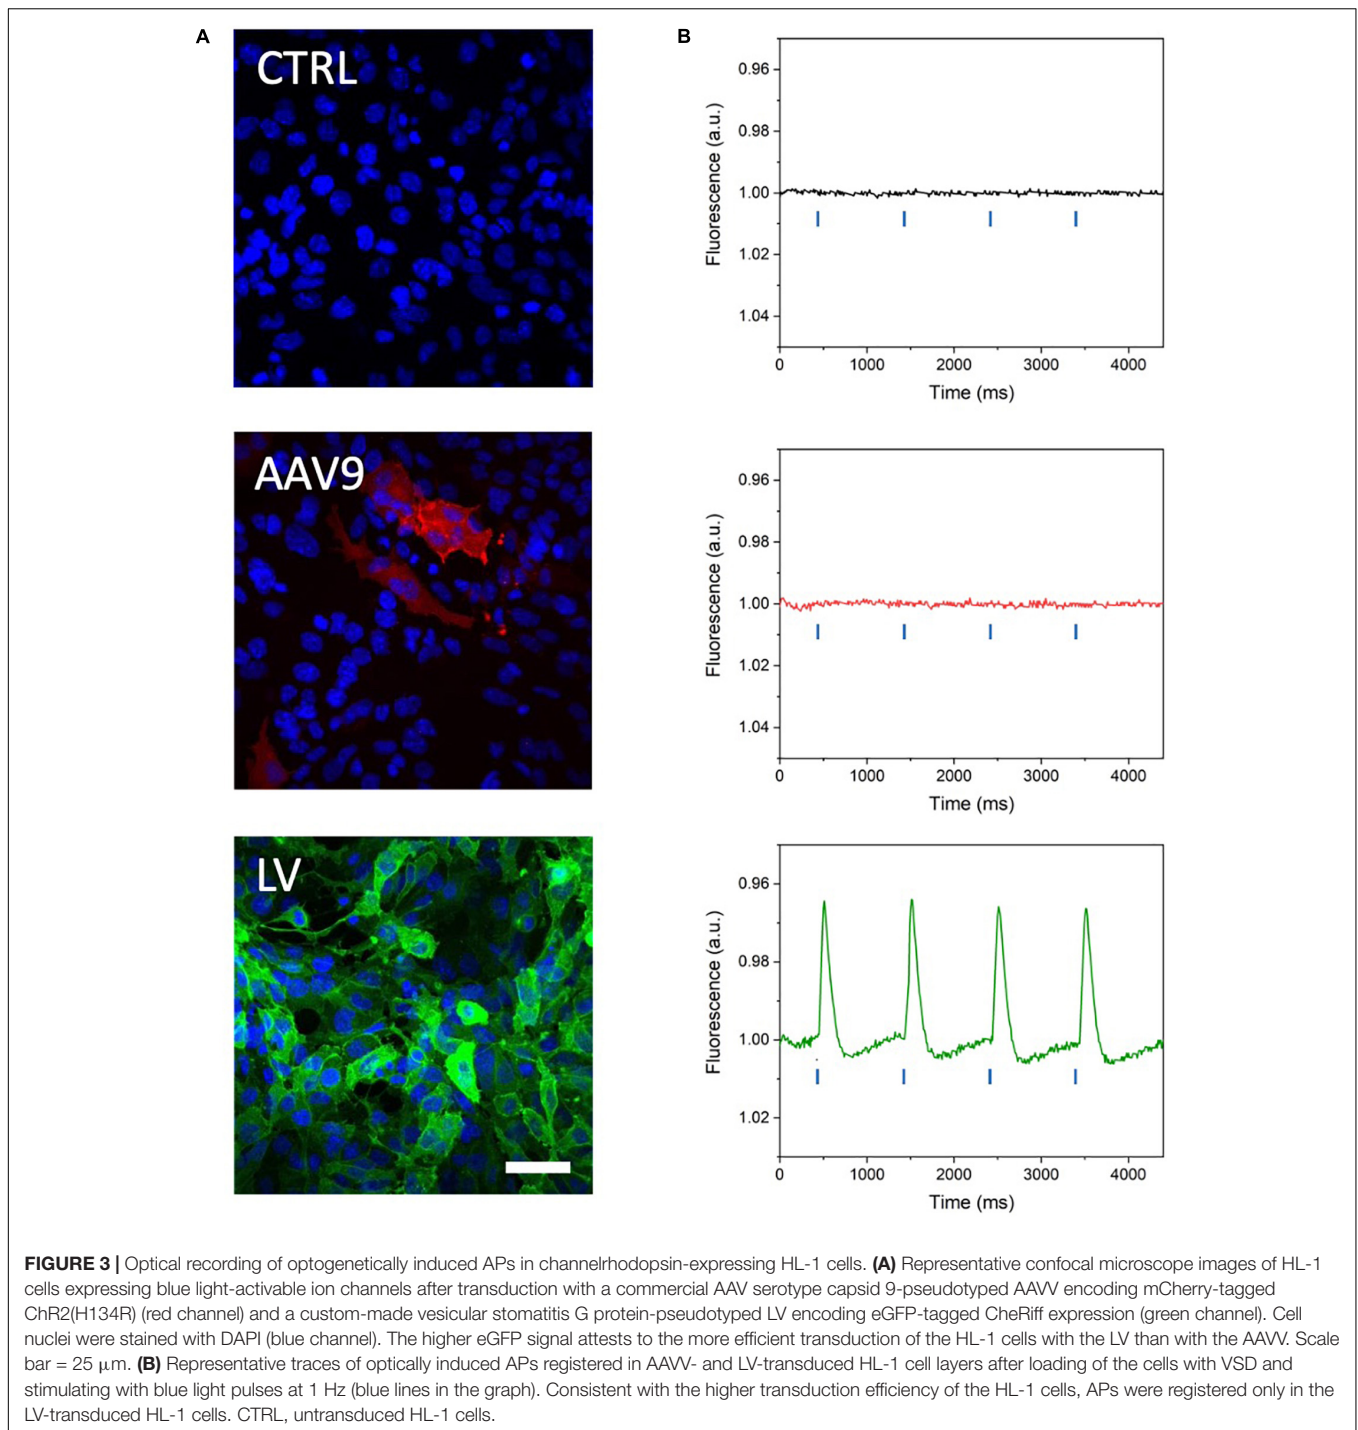 A
B
CTRL
0.96
0.98
1.00
1.02
1.04
Fluorescence (a.u.)
0 1000 2000 3000 4000
Time (ms)
AAV9
0.96
0.98
1.00
1.02
1.04
Fluorescence (a.u.)
0 1000 2000 3000 4000
Time (ms)
LV
0.96
0.98
1.00
1.02
Fluorescence (a.u.)
0 1000 2000 3000 4000
Time (ms)
FIGURE 3 | Optical recording of optogenetically induced APs in channelrhodopsin-expressing HL-1 cells. (A) Representative confocal microscope images of HL-1
cells expressing blue light-activable ion channels after transduction with a commercial AAV serotype capsid 9-pseudotyped AAVV encoding mCherry-tagged
ChR2(H134R) (red channel) and a custom-made vesicular stomatitis G protein-pseudotyped LV encoding eGFP-tagged CheRiff expression (green channel). Cell
nuclei were stained with DAPI (blue channel). The higher eGFP signal attests to the more efficient transduction of the HL-1 cells with the LV than with the AAVV. Scale
bar = 25 μm. (B) Representative traces of optically induced APs registered in AAVV- and LV-transduced HL-1 cell layers after loading of the cells with VSD and
stimulating with blue light pulses at 1 Hz (blue lines in the graph). Consistent with the higher transduction efficiency of the HL-1 cells, APs were registered only in the
LV-transduced HL-1 cells. CTRL, untransduced HL-1 cells.